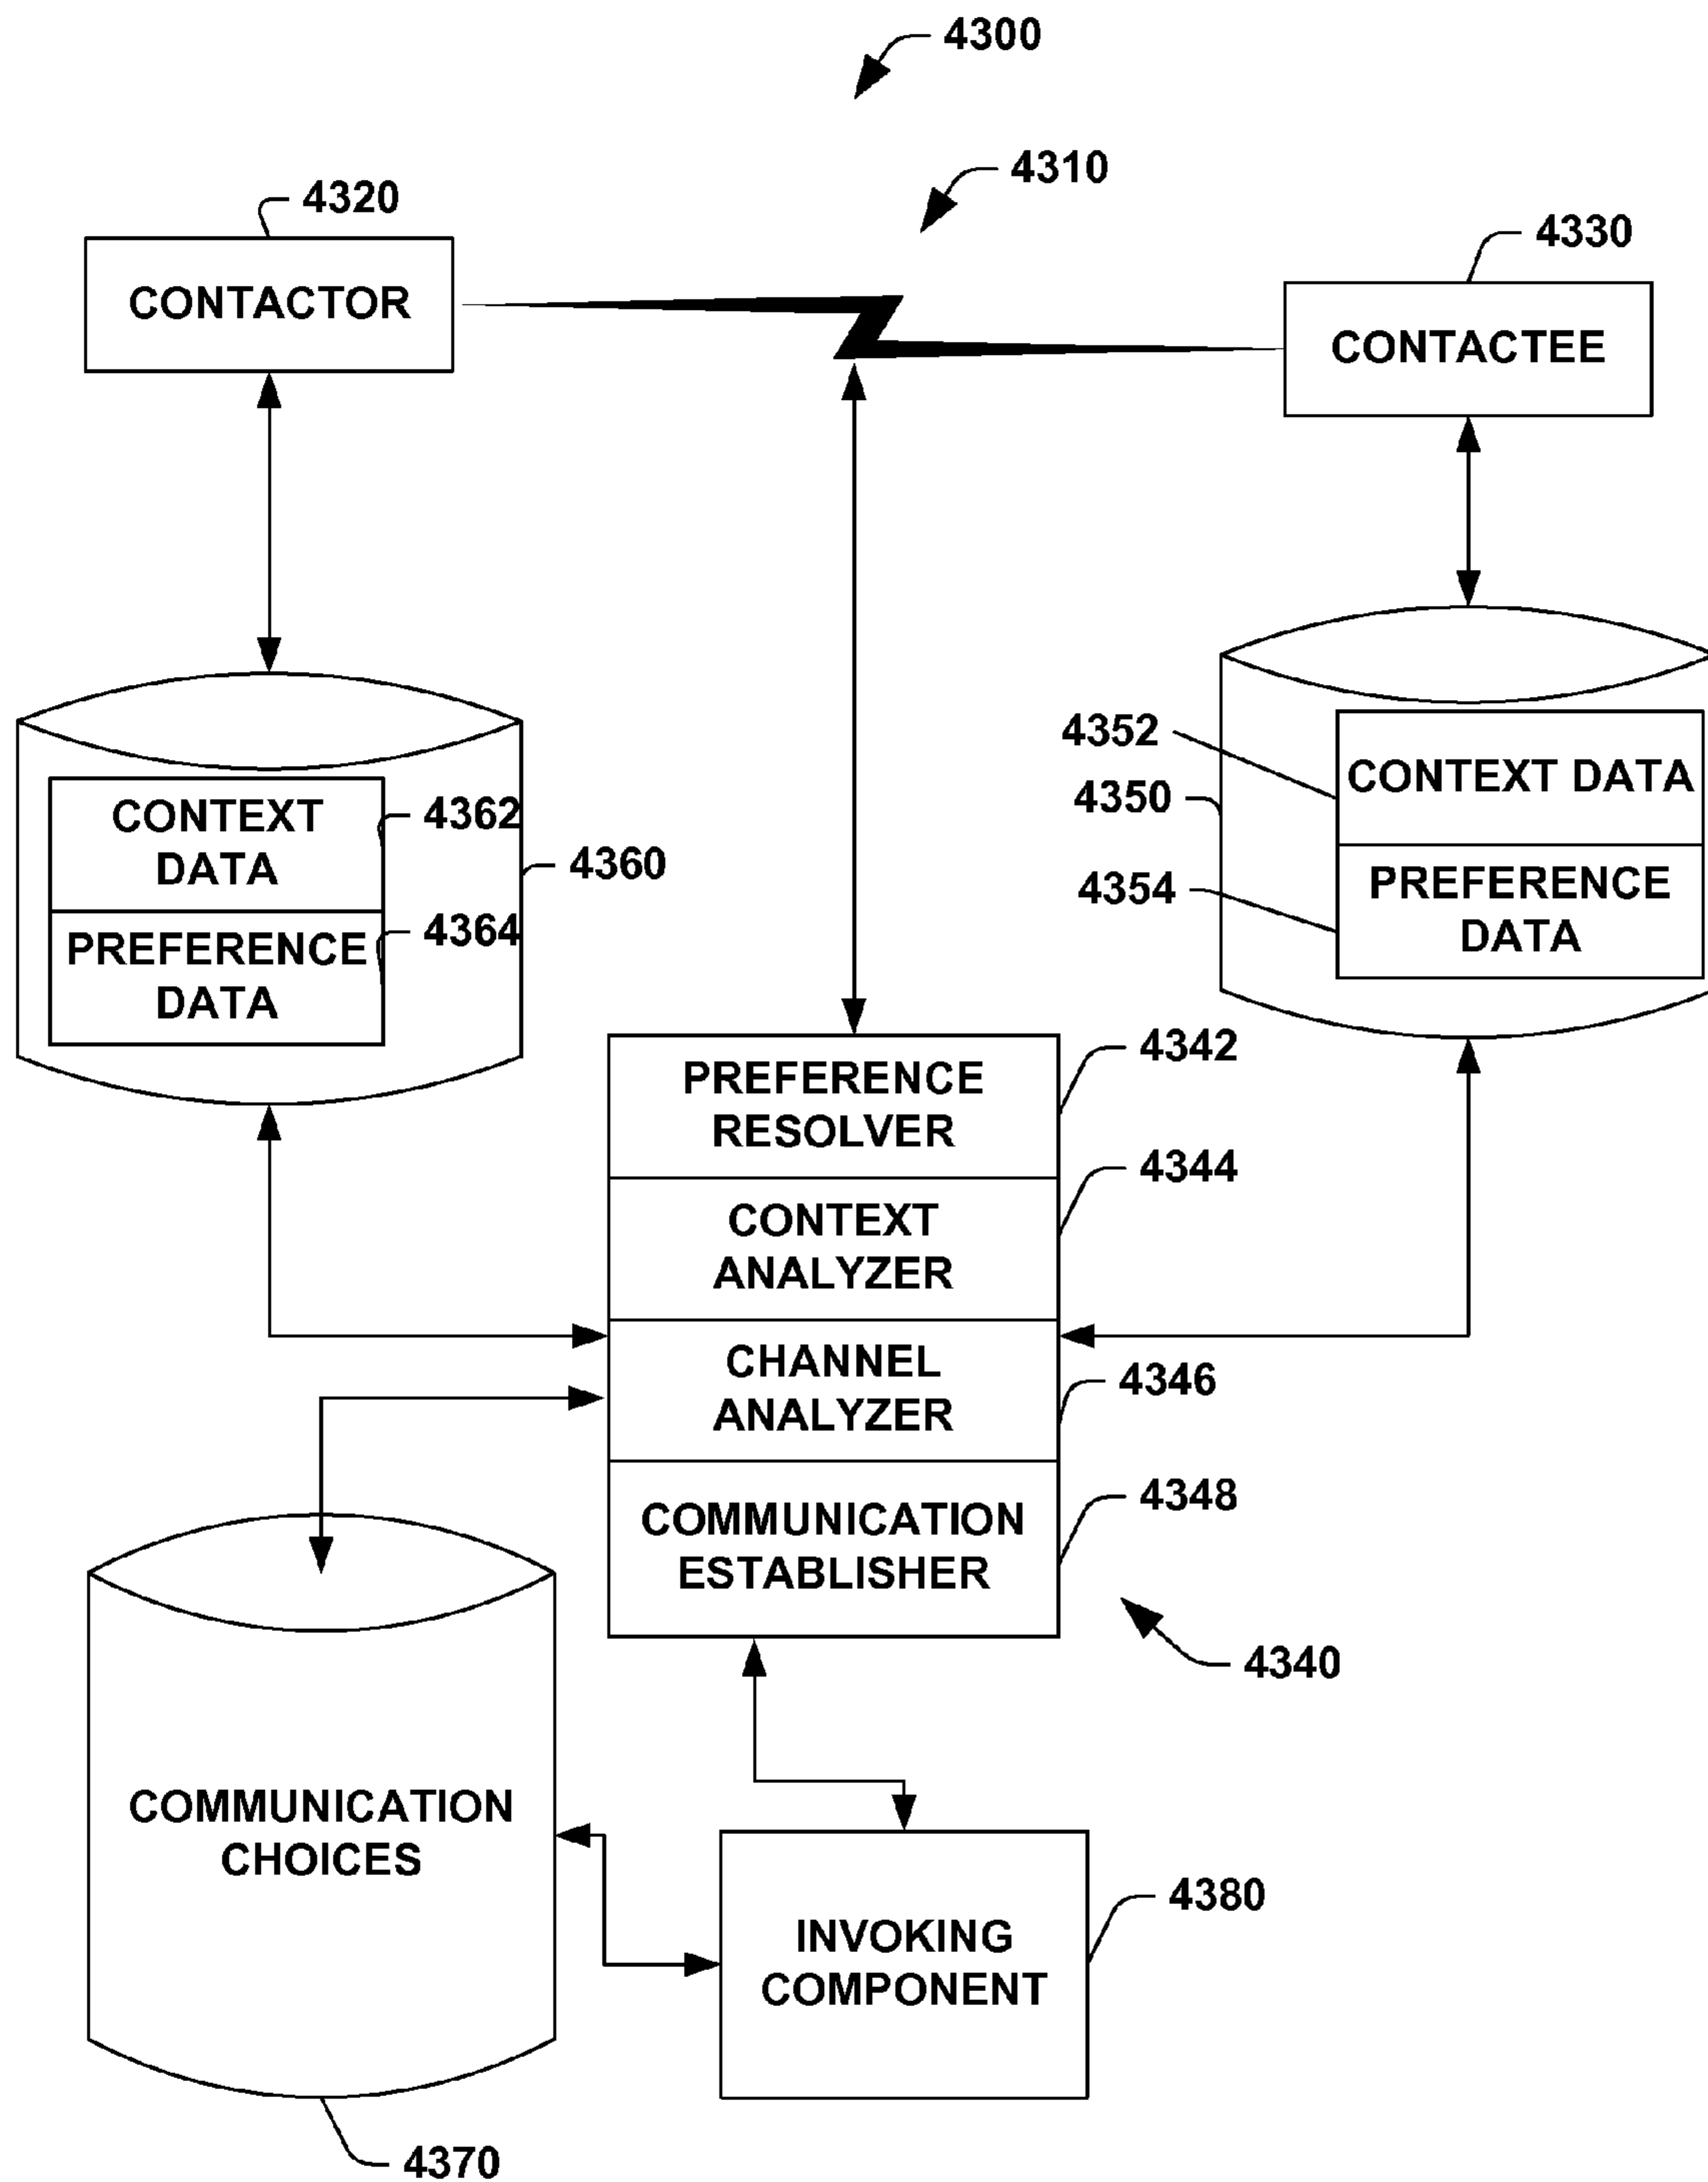 4300
4310
4320
4330
CONTACTOR
CONTACTEE
4352
CONTEXT DATA
4350
4354
PREFERENCE
DATA
CONTEXT
DATA
4362
4360
PREFERENCE
DATA
4364
PREFERENCE
RESOLVER
4342
CONTEXT
ANALYZER
4344
CHANNEL
ANALYZER
4346
COMMUNICATION
ESTABLISHER
4348
4340
COMMUNICATION
CHOICES
INVOKING
COMPONENT
4380
4370